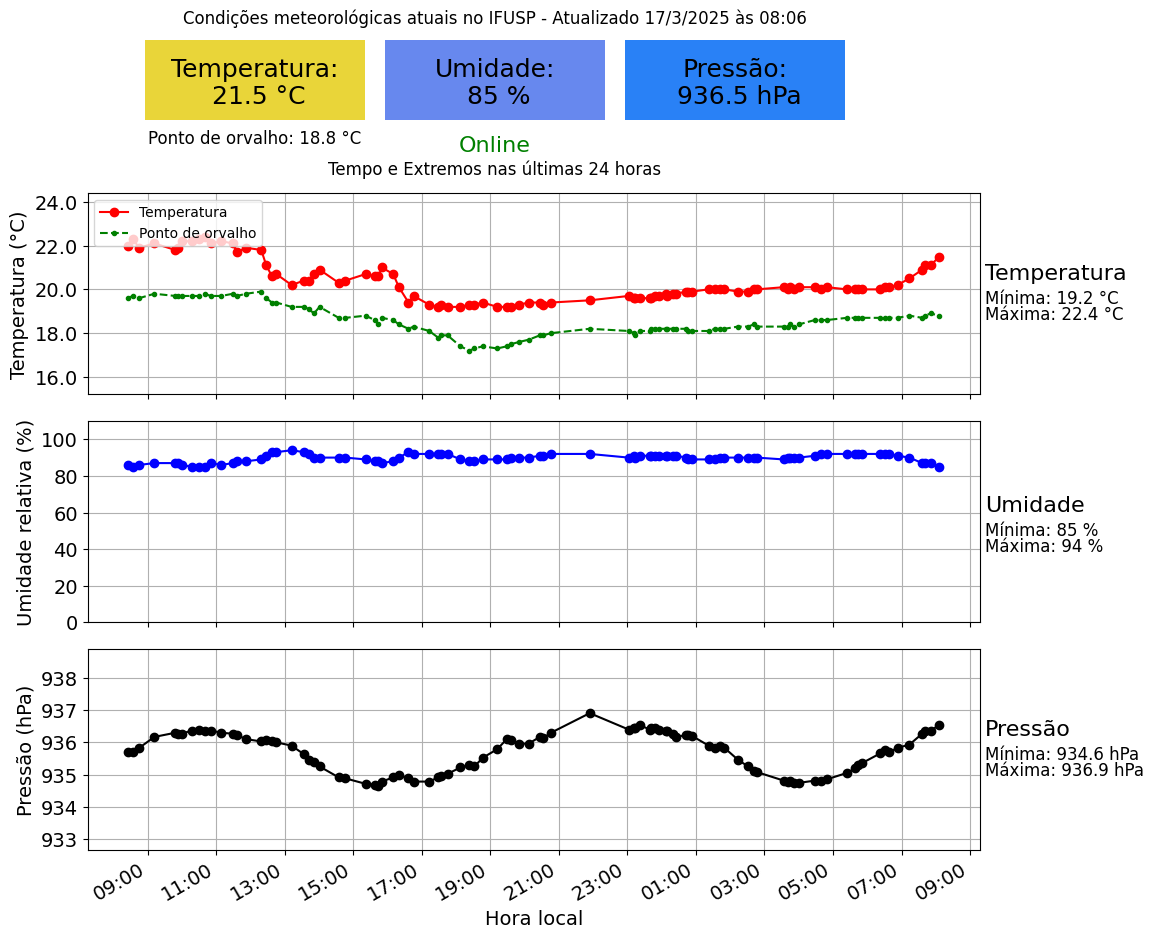 Condições meteorológicas atuais no IFUSP - Atualizado 17/3/2025 às 08:06
Temperatura:
21.5 °C
Umidade:
85 %
Pressão:
936.5 hPa
Ponto de orvalho: 18.8 °C
Online
Tempo e Extremos nas últimas 24 horas
Temperatura (°C)
24.0
22.0
20.0
18.0
16.0
Temperatura
Ponto de orvalho
Temperatura
Mínima: 19.2 °C
Máxima: 22.4 °C
Umidade relativa (%)
100
80
60
40
20
0
Umidade
Mínima: 85 %
Máxima: 94 %
Pressão (hPa)
938
937
936
935
934
933
Pressão
Mínima: 934.6 hPa
Máxima: 936.9 hPa
09:00
11:00
13:00
15:00
17:00
19:00
21:00
23:00
01:00
03:00
05:00
07:00
09:00
Hora local